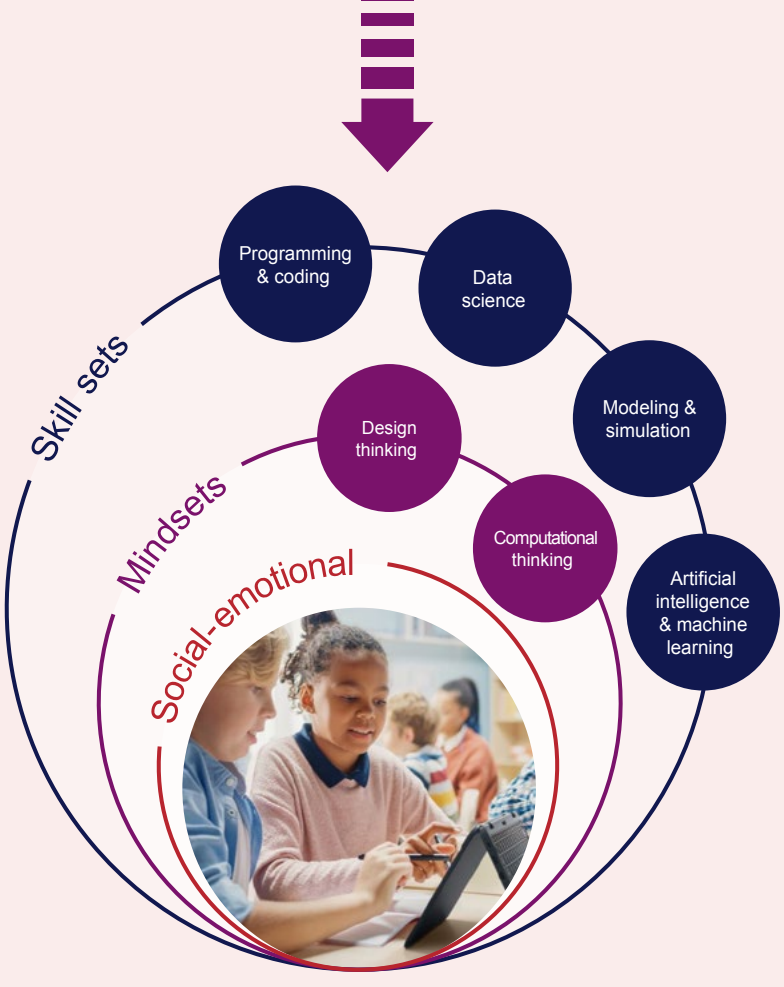 Programming
& coding
Data
science
Modeling &
simulation
Artificial
intelligence
& machine
learning
Skill sets
Design
thinking
Computational
thinking
Mindsets
Social-emotional